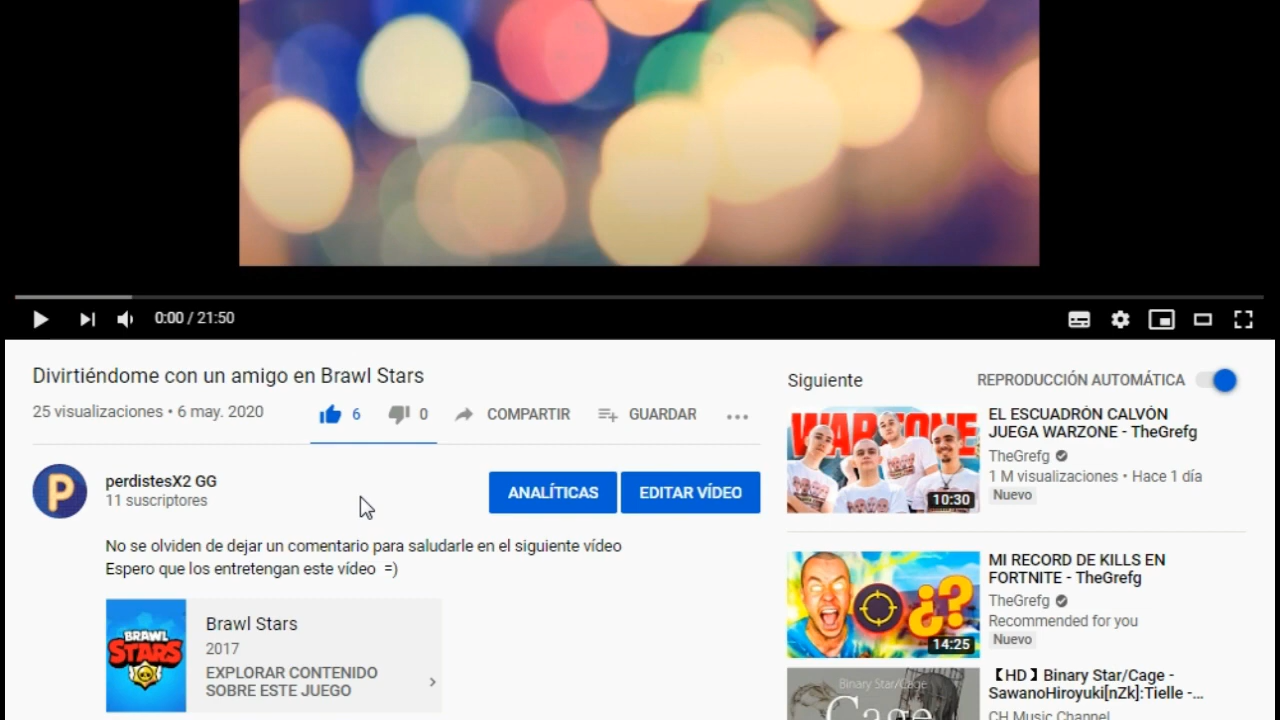 0:00 / 21:50
Divirtiéndome con un amigo en Brawl Stars
25 visualizaciones • 6 may. 2020
6
0
COMPARTIR
GUARDAR
P
perdistesX2 GG
11 suscriptores
ANALÍTICAS
EDITAR VÍDEO
No se olviden de dejar un comentario para saludarle en el siguiente vídeo
Espero que los entretengan este vídeo =)
BRAWL
STARS
Brawl Stars
2017
EXPLORAR CONTENIDO
SOBRE ESTE JUEGO
Siguiente
REPRODUCCIÓN AUTOMÁTICA
WARZONE
10:30
EL ESCUADRÓN CALVÓN
JUEGA WARZONE - TheGrefg
TheGrefg
1 M visualizaciones • Hace 1 día
Nuevo
¿?
14:25
MI RECORD DE KILLS EN
FORTNITE - TheGrefg
TheGrefg
Recommended for you
Nuevo
Binary Star/Cage
Cage
【HD】Binary Star/Cage -
SawanoHiroyuki[nZk]:Tielle -...
CH Music Channel